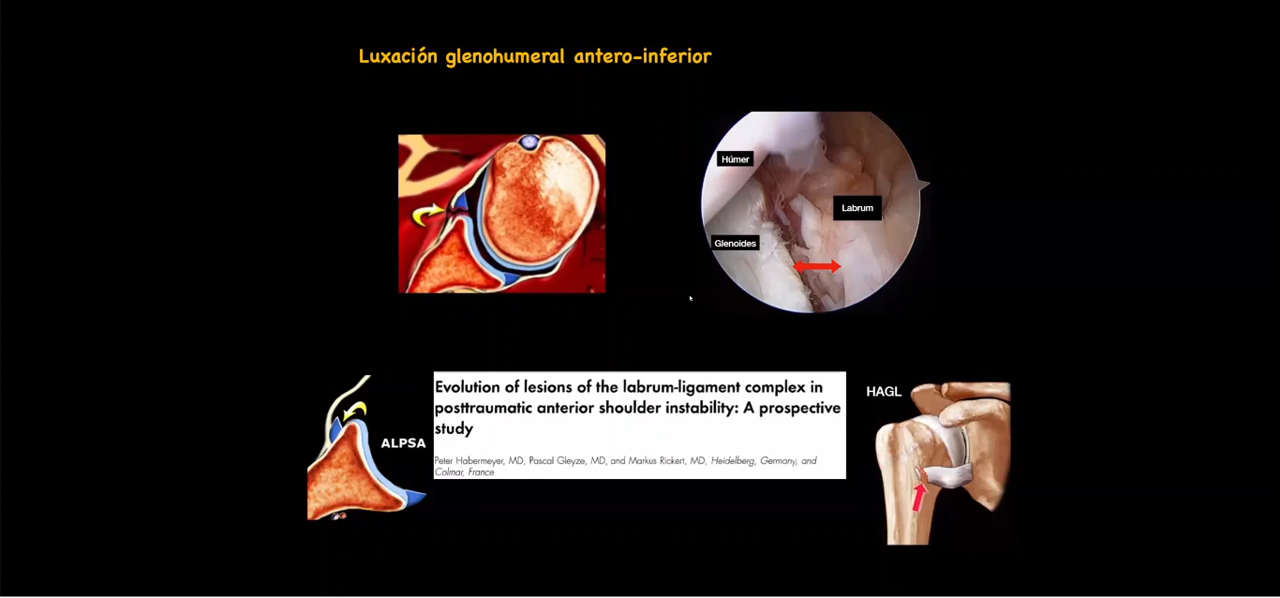 Luxación glenohumeral antero-inferior
Húmer
Labrum
Glenoides
Evolution of lesions of the labrum-ligament complex in
posttraumatic anterior shoulder instability: A prospective
study
Peter Habermeyer, MD, Pascal Gleyze, MD, and Markus Rickert, MD, Heidelberg, Germany, and
Colmar, France
ALPSA
HAGL